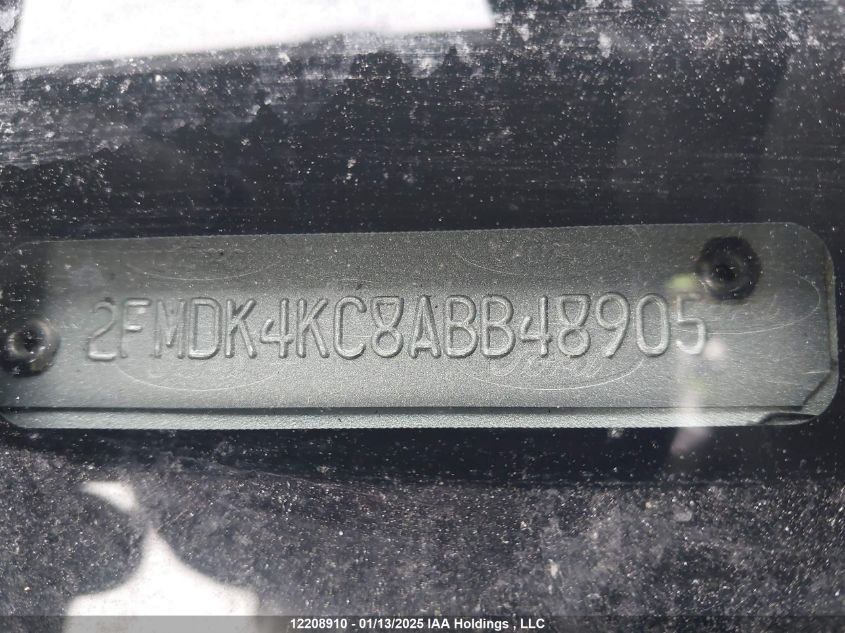 2FMDK4KC8ABB48905
12208910 - 01/13/2025 IAA Holdings , LLC